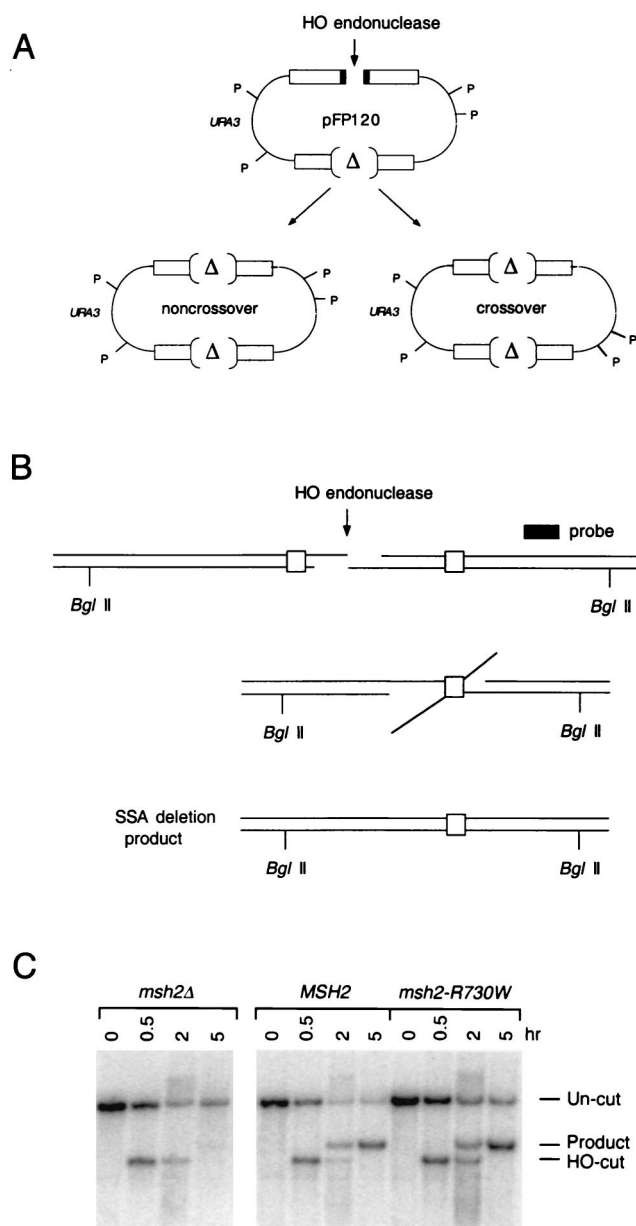 A
HO endonuclease
P
P
URA3
pFP120
P
P
P
Δ
P
Δ
P
P
URA3
noncrossover
P
P
Δ
P
Δ
URA3
crossover
P
P
P
Δ
B
HO endonuclease
probe
Bgl II
Bgl II
Bgl II
Bgl II
SSA deletion
product
Bgl II
Bgl II
C
msh2Δ
MSH2
msh2-R730W
0 0.5 2 5 0 0.5 2 5 0 0.5 2 5 hr
Un-cut
Product
HO-cut